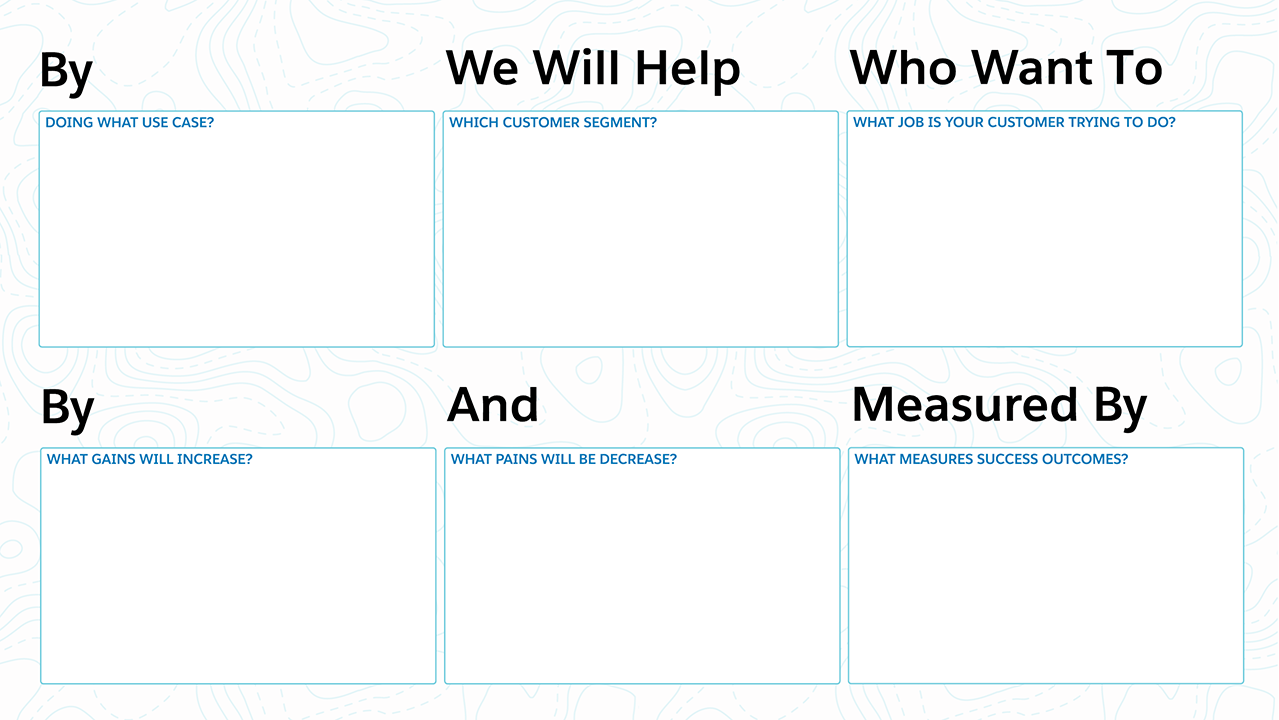 By
We Will Help
Who Want To
DOING WHAT USE CASE?
WHICH CUSTOMER SEGMENT?
WHAT JOB IS YOUR CUSTOMER TRYING TO DO?
By
And
Measured By
WHAT GAINS WILL INCREASE?
WHAT PAINS WILL BE DECREASE?
WHAT MEASURES SUCCESS OUTCOMES?